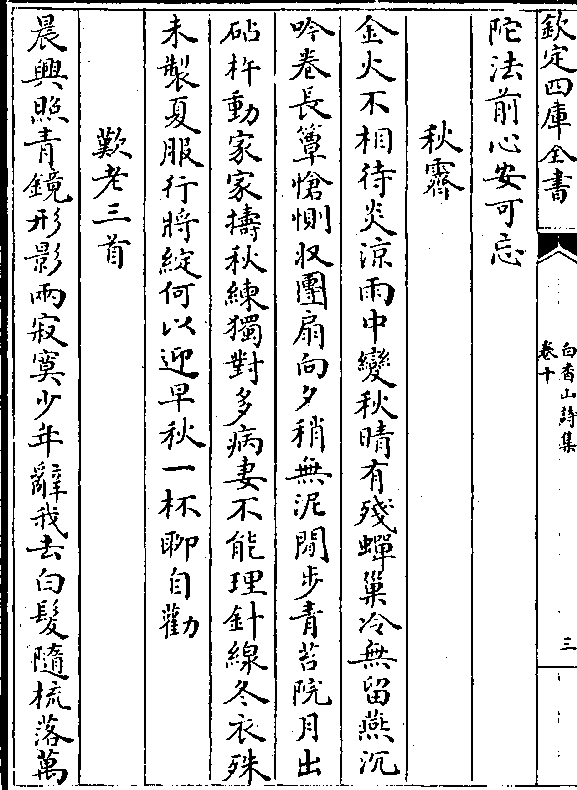 欽定四庫全書
白香山詩集
卷十
三
陀法前心安可忘
秋霽
金火不相待炎涼雨中變秋晴有殘蟬巢冷無留燕沉
吟卷長簟愴惻収團扇向夕稍無泥閒步青苔院月出
砧杵動家家擣秋練獨對多病妻不能理針線冬衣殊
未製夏服行將綻何以迎早秋一杯聊自勸
歎老三首
晨興照青鏡形影兩寂寞少年辭我去白髮隨梳落萬